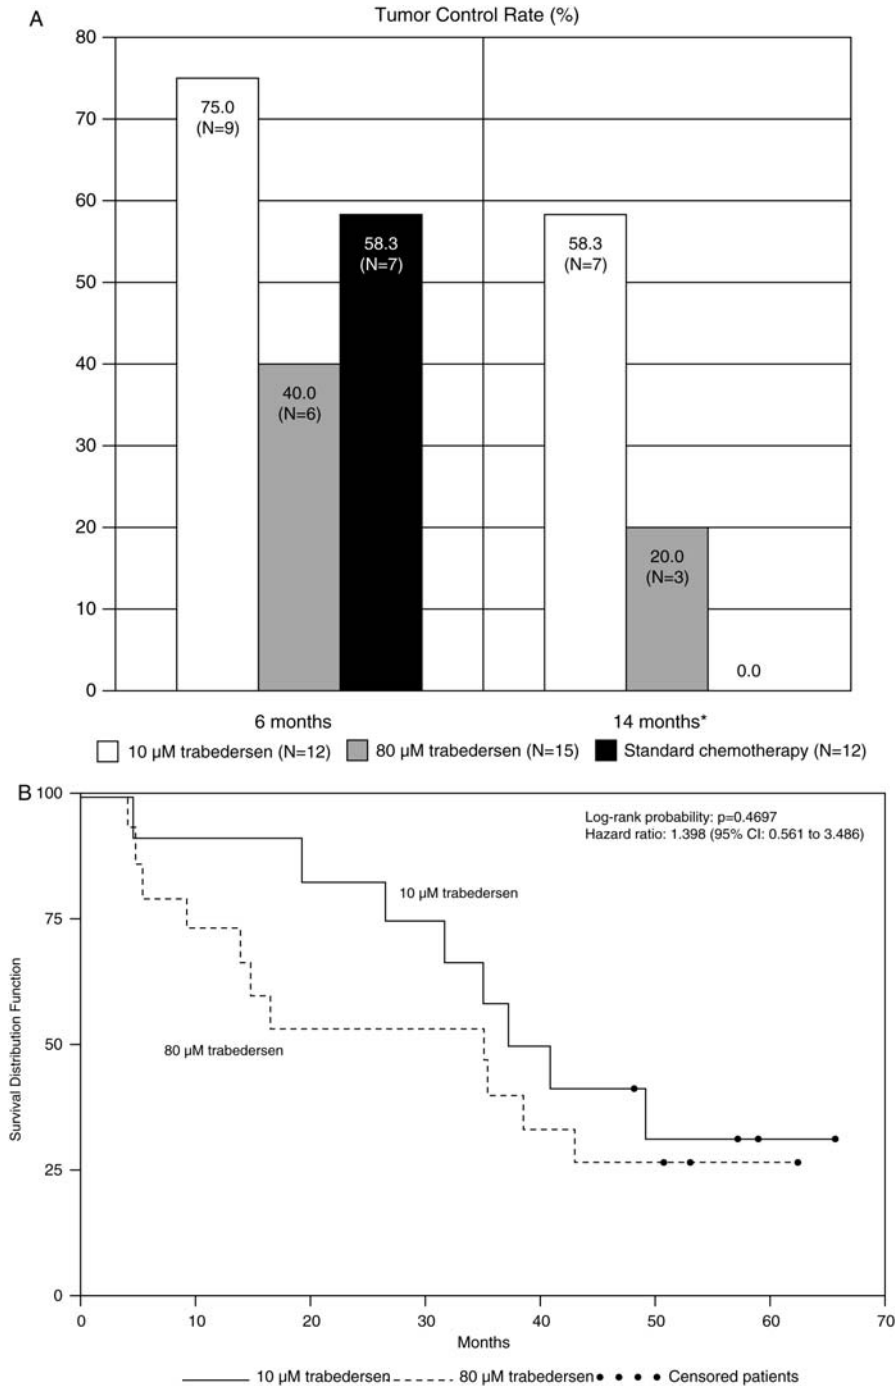 A
Tumor Control Rate (%)
80
70
60
50
40
30
20
10
0
75.0
(N=9)
40.0
(N=6)
58.3
(N=7)
58.3
(N=7)
20.0
(N=3)
0.0
6 months
14 months*
10 µM trabedersen (N=12)
80 µM trabedersen (N=15)
Standard chemotherapy (N=12)
B
100
75
50
25
0
Survival Distribution Function
Log-rank probability: p=0.4697
Hazard ratio: 1.398 (95% CI: 0.561 to 3.486)
10 µM trabedersen
80 µM trabedersen
0 10 20 30 40 50 60 70
Months
10 µM trabedersen
80 µM trabedersen
Censored patients